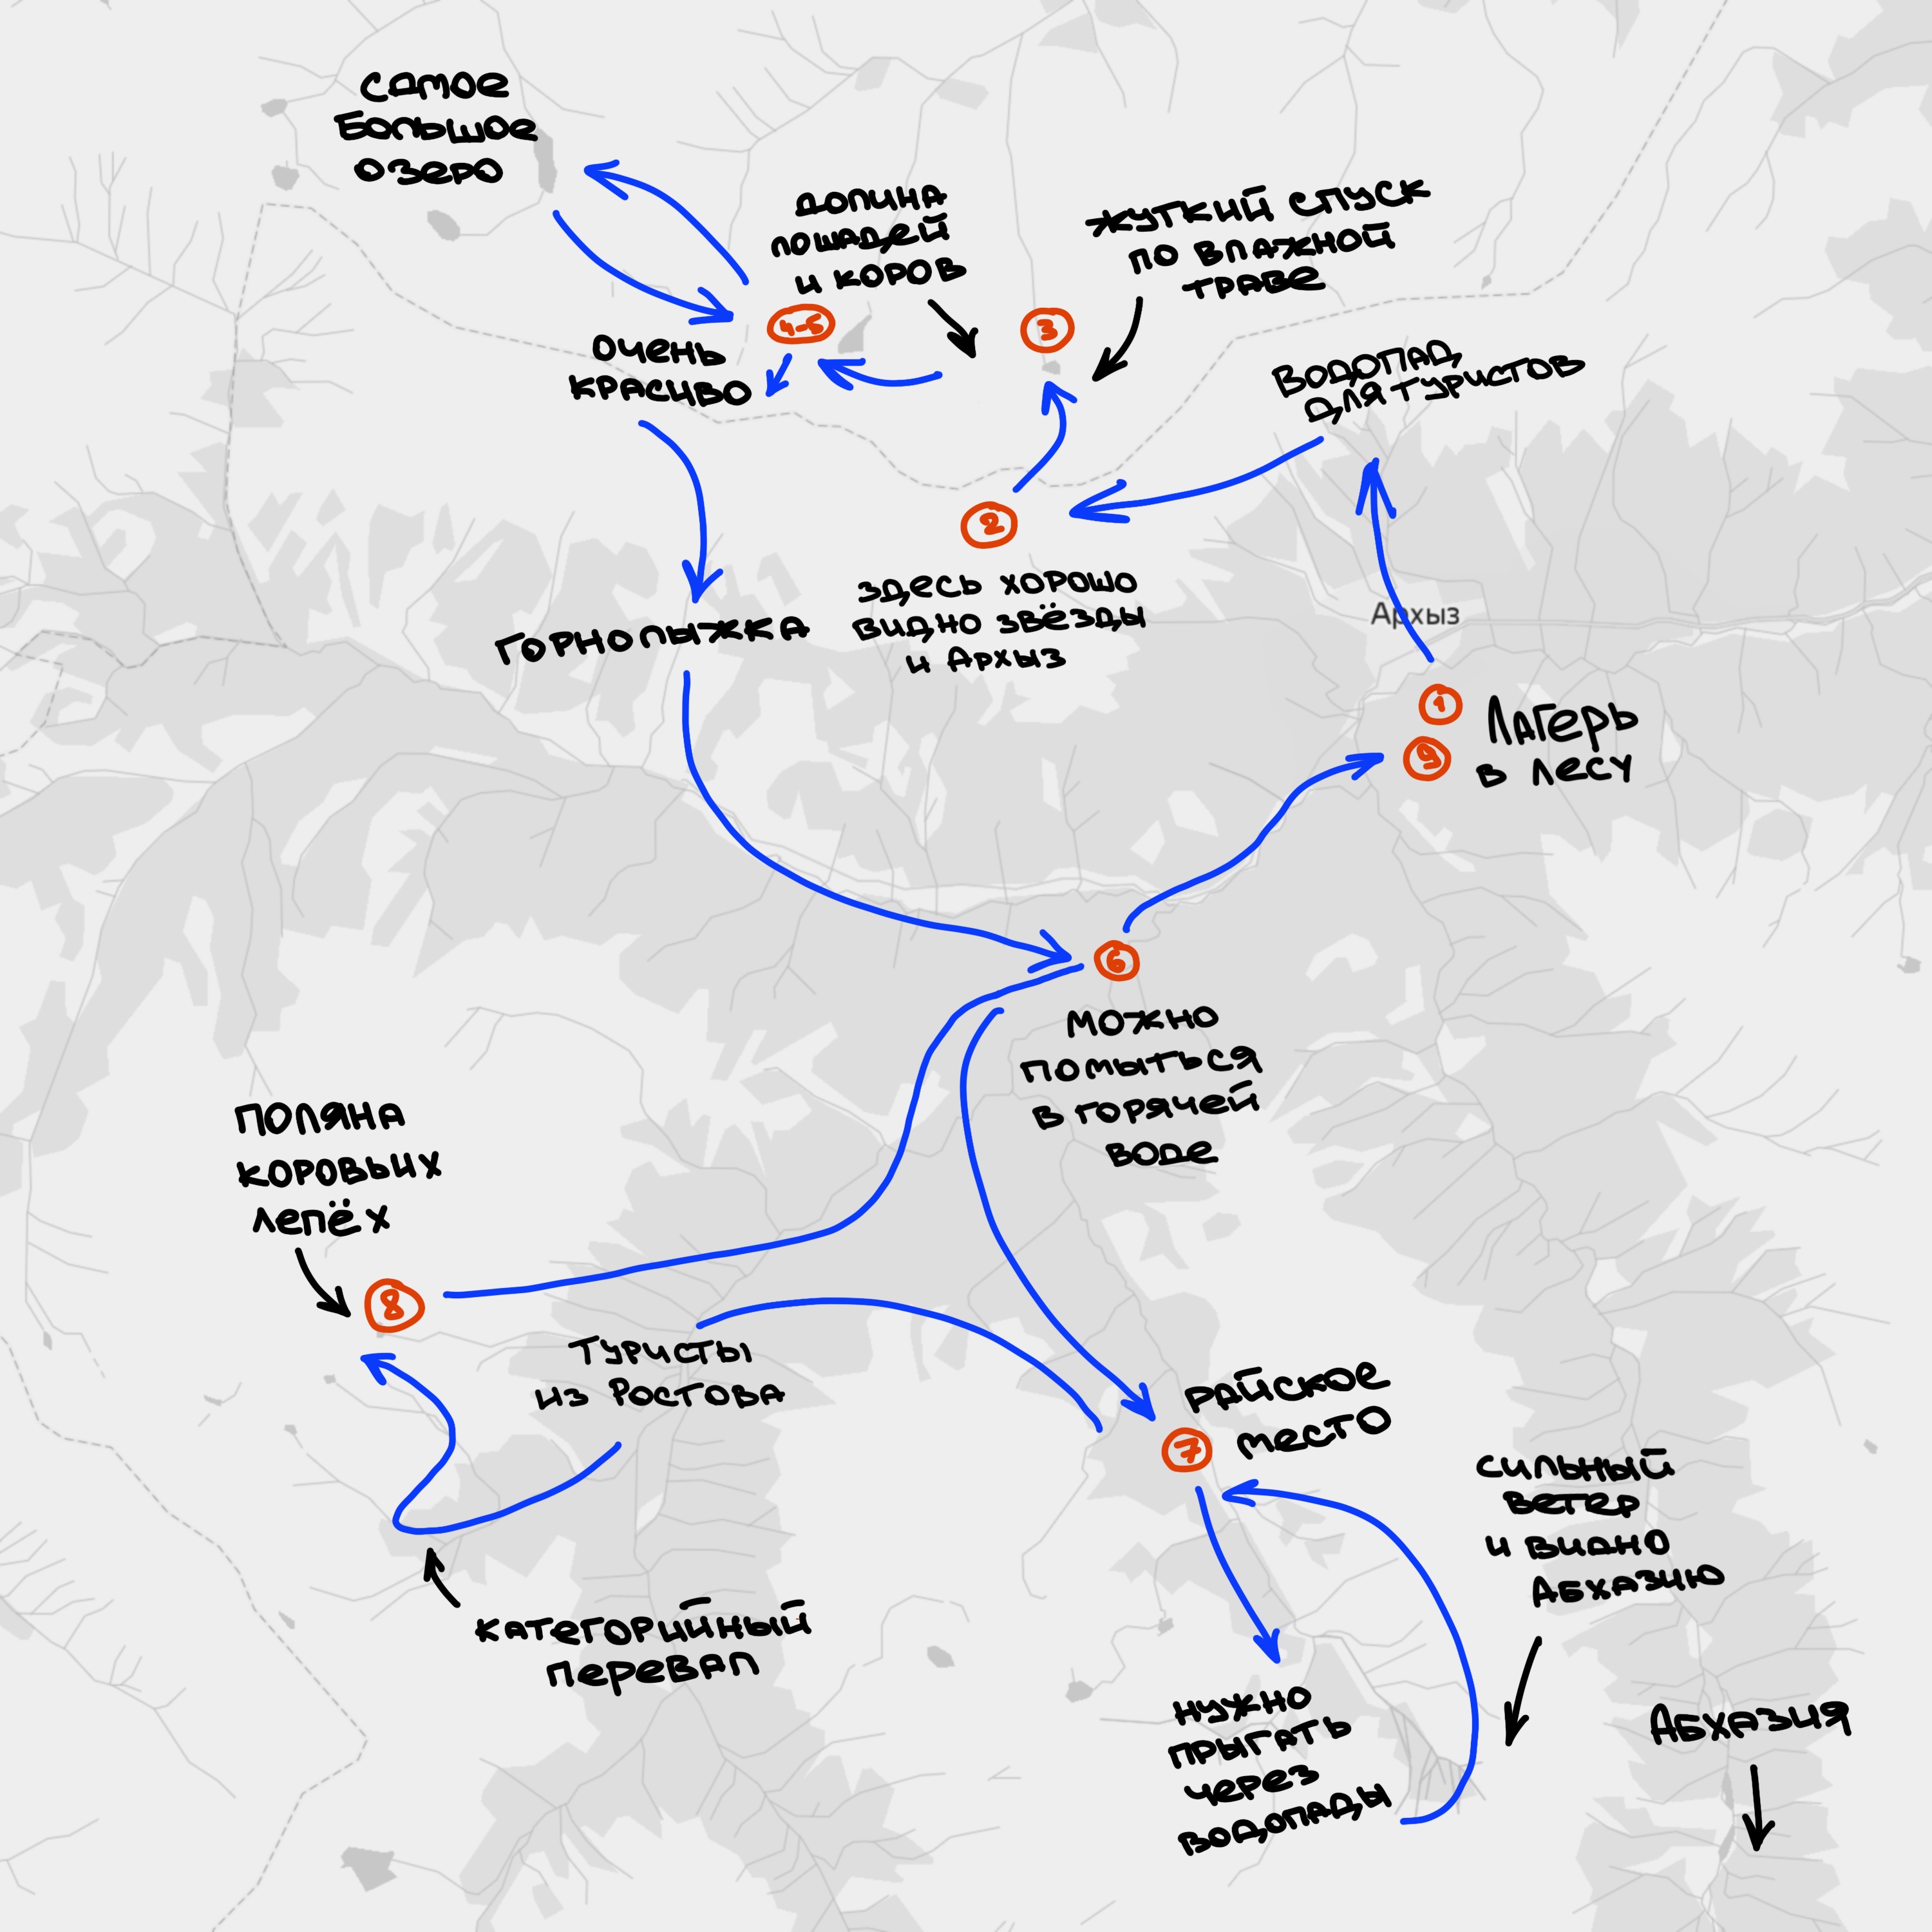 Самое
большое
озеро
Долина
лошадей
и коров
Жуткий спуск
по влажной
траве
4-5
3
Очень
красиво
Водопад
для туристов
2
Здесь хорошо
видно звёзды
и Архыз
Горнолыжка
Архыз
1
9
Лагерь
в лесу
6
Можно
помыться
в горячей
воде
Поляна
коровьих
лепёх
8
Туристы
из Ростова
Райское
место
7
Сильный
ветер
и видно
Абхазию
Категорийный
перевал
Нужно
прыгать
через
водопады
Абхазия